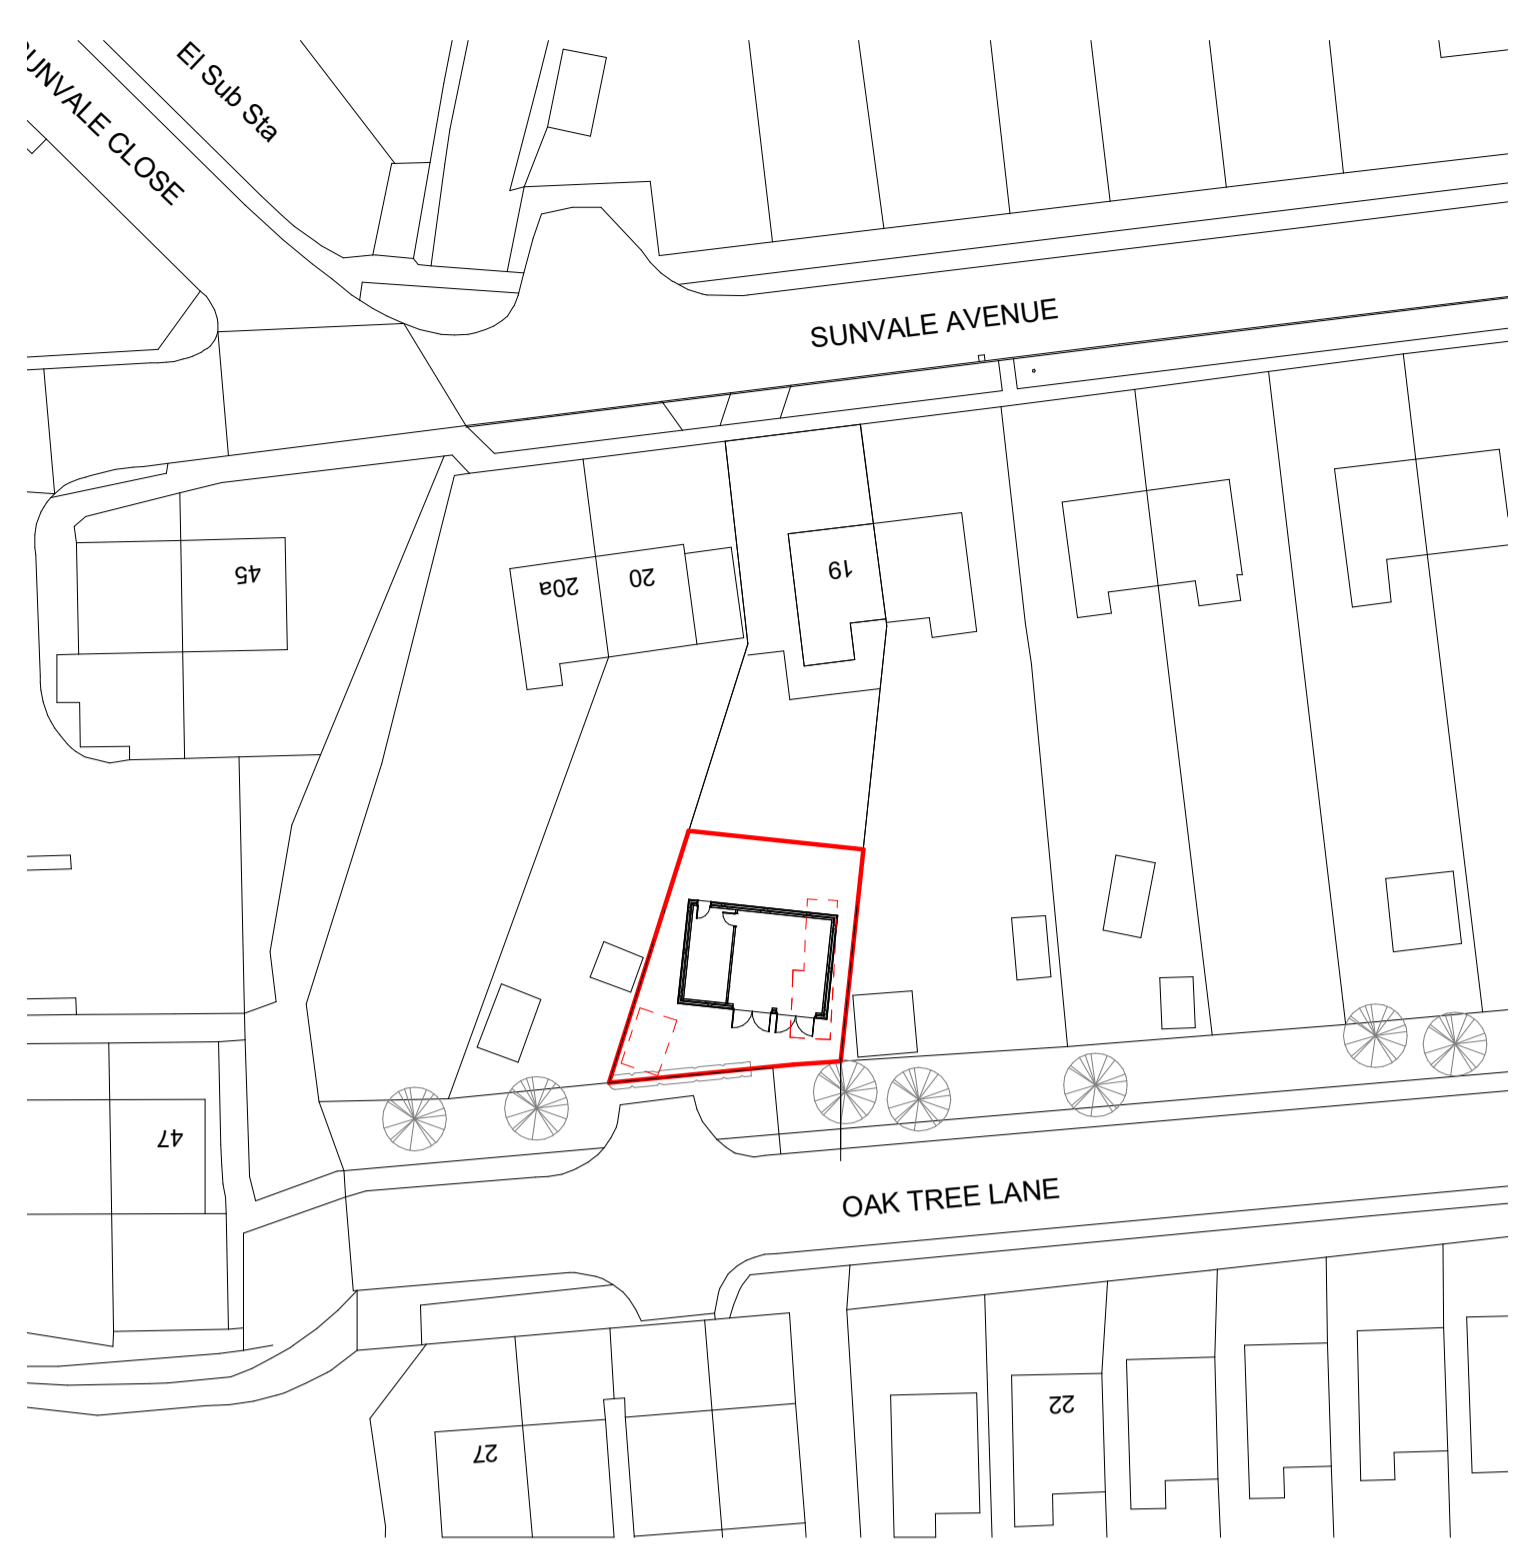 El Sub Sta
UNVALE CLOSE
SUNVALE AVENUE
45
20a
20
19
47
OAK TREE LANE
22
27